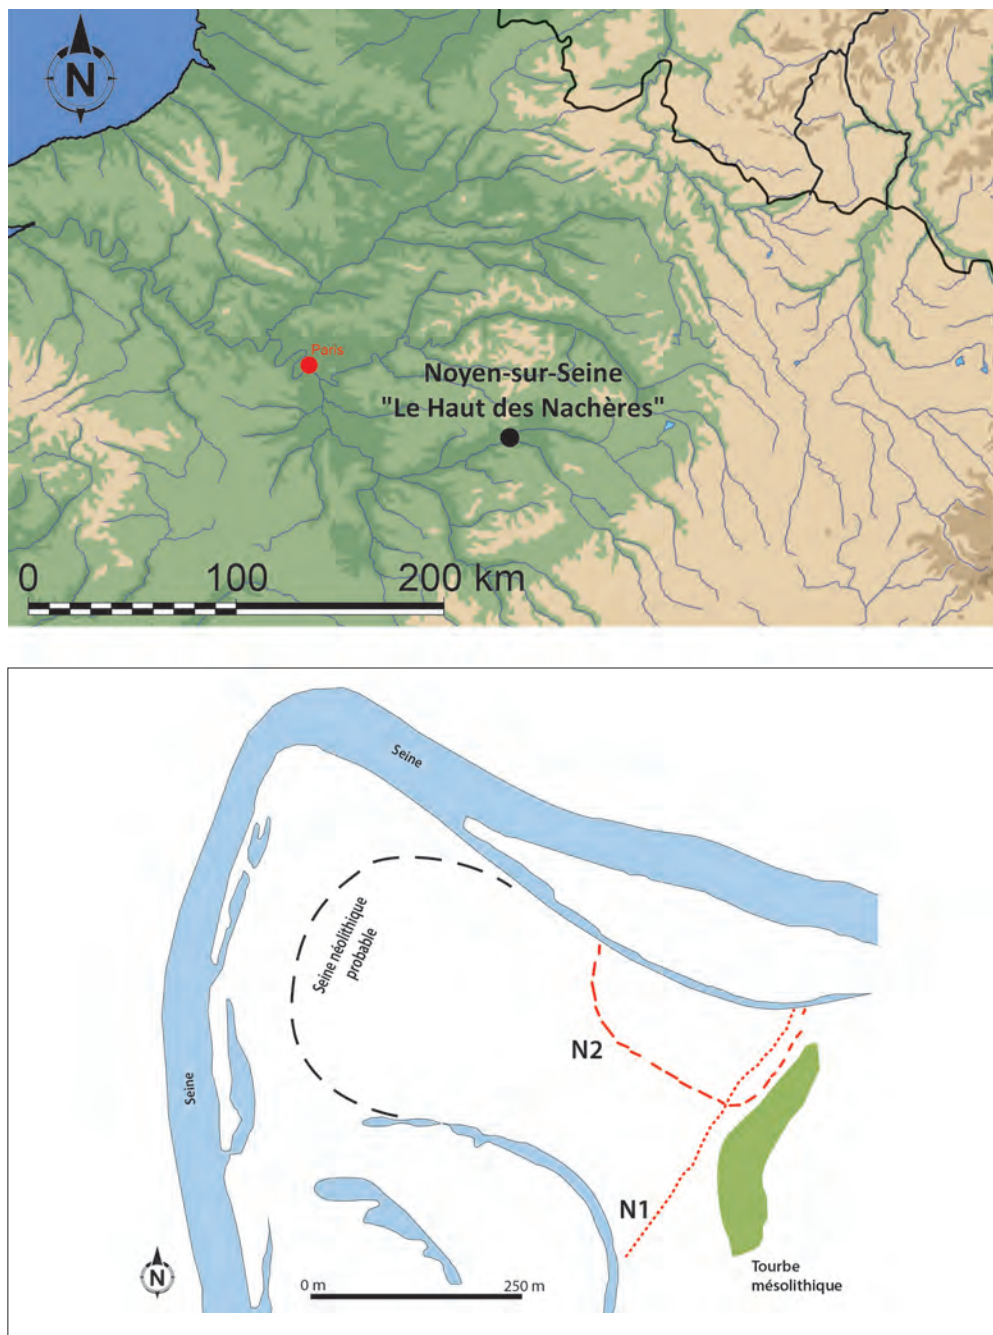 N
Paris
Noyen-sur-Seine
"Le Haut des Nachères"
0 100 200 km
Seine
Seine néolithique
probable
N2
Seine
N1
Tourbe
mésolithique
N
0 m 250 m